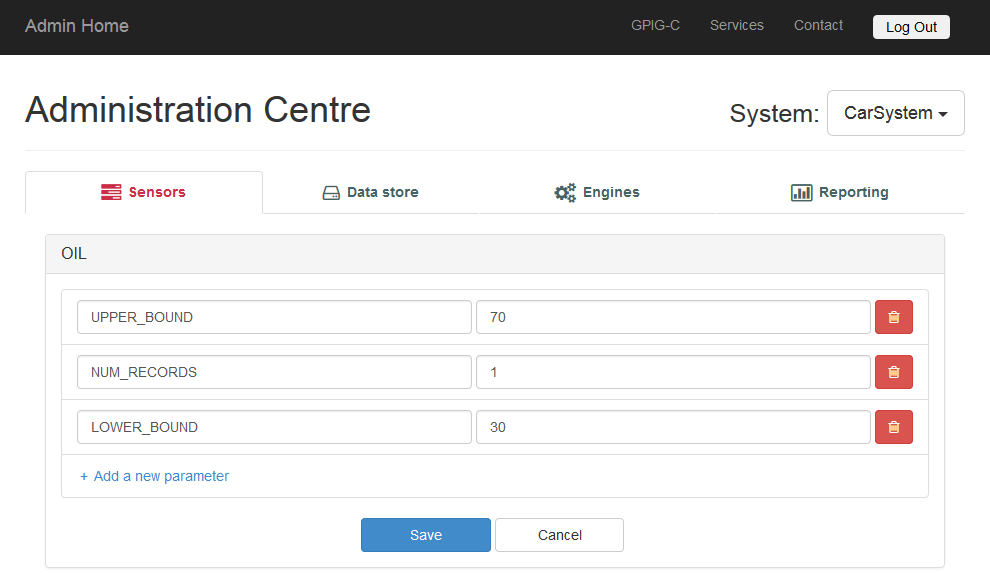 Admin Home GPIG-C Services Contact Log Out
Administration Centre System: CarSystem
Sensors Data store Engines Reporting
OIL
UPPER_BOUND 70
NUM_RECORDS 1
LOWER_BOUND 30
+ Add a new parameter
Save Cancel